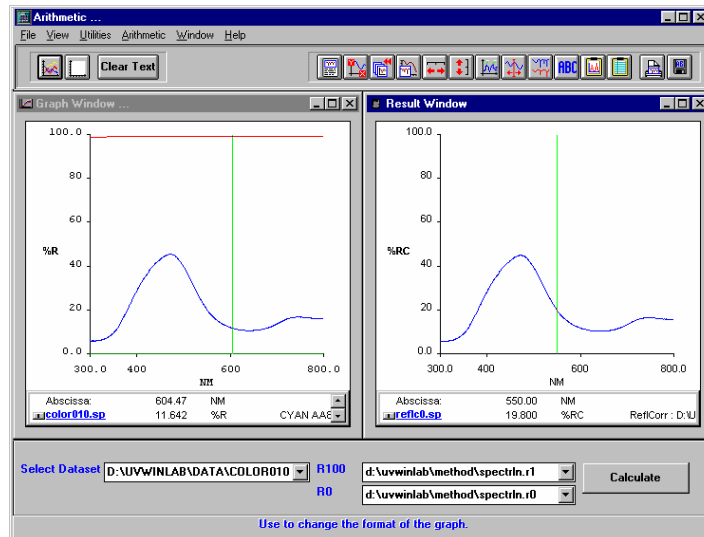 Arithmetic ...
File View Utilities Arithmetic Window Help
Clear Text
ABC
Graph Window ...
100.0
80
60
%R
40
20
0.0
300.0 400 600 800.0
NM
Abscissa: 604.47 NM
color010.sp 11.642 %R CYAN AA8
Result Window
100.0
80
60
%RC
40
20
0.0
300.0 400 600 800.0
NM
Abscissa: 550.00 NM
reflc0.sp 19.800 %RC ReflCorr : D:\U
Select Dataset D:\UVWINLAB\DATA\COLOR010
R100 d:\uvwinlab\method\spectrln.r1
R0 d:\uvwinlab\method\spectrln.r0
Calculate
Use to change the format of the graph.